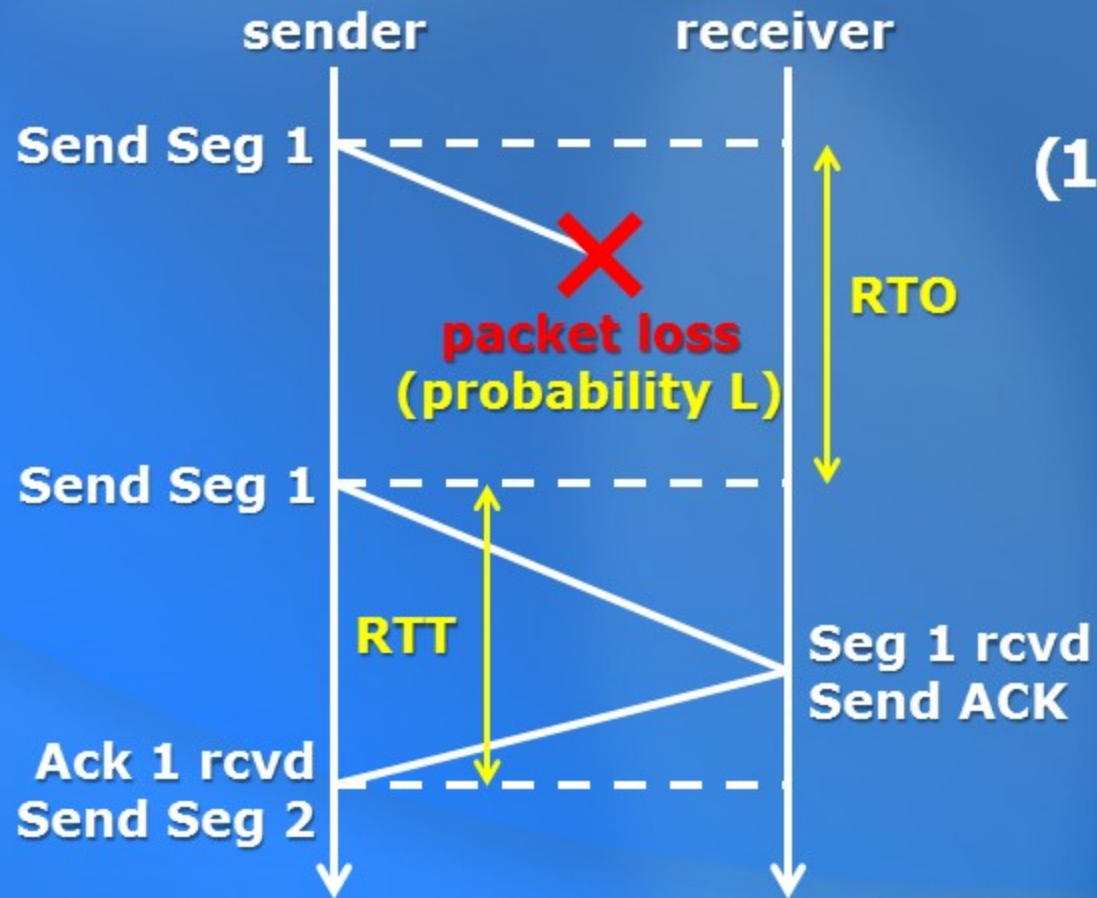 sender
receiver
Send Seg 1
(1
RTO
packet loss
(probability L)
Send Seg 1
RTT
Seg 1 rcvd
Send ACK
Ack 1 rcvd
Send Seg 2